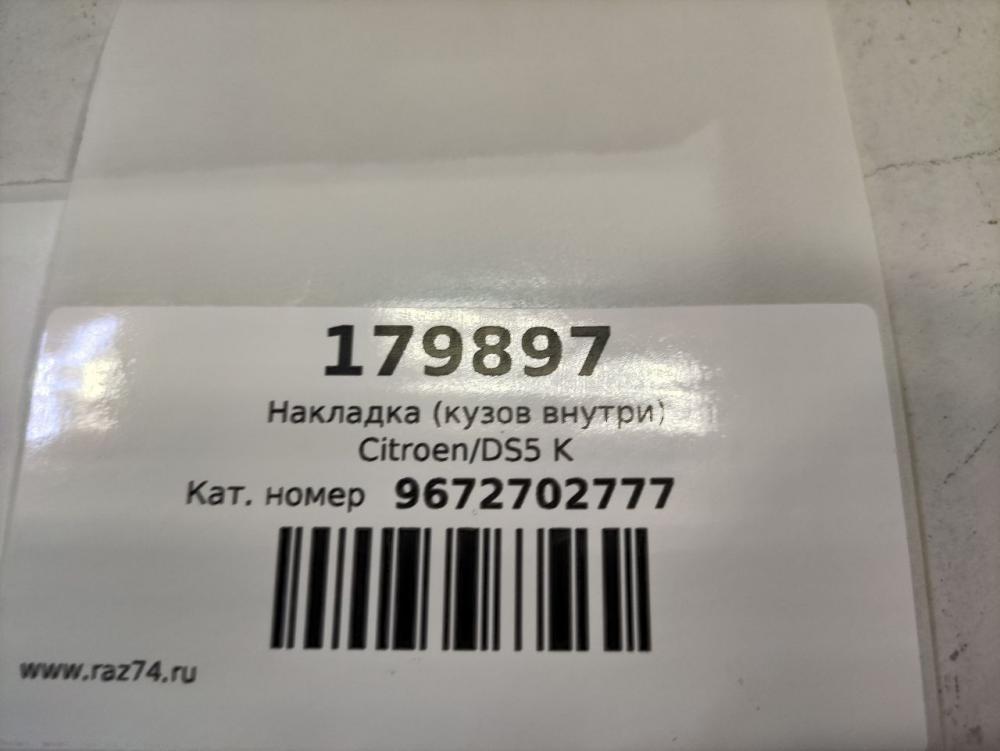 179897
Накладка (кузов внутри)
Citroen/DS5 K
Кат. номер 9672702777
www.raz74.ru